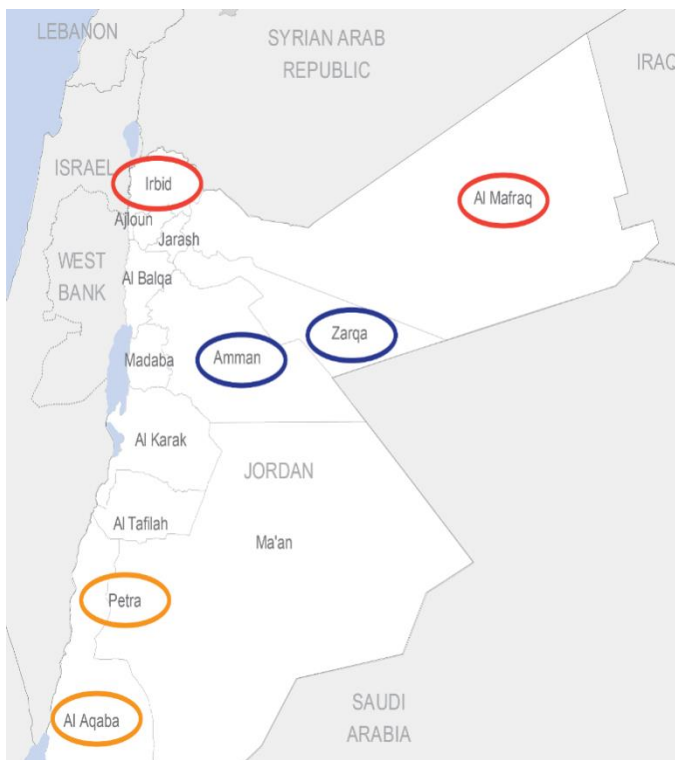 LEBANON
SYRIAN ARAB
REPUBLIC
IRAQ
ISRAEL
Irbid
Al Mafraq
Ajloun
Jarash
WEST
BANK
Al Balqa
Zarqa
Madaba
Amman
Al Karak
JORDAN
Al Tafilah
Ma'an
Petra
SAUDI
ARABIA
Al Aqaba